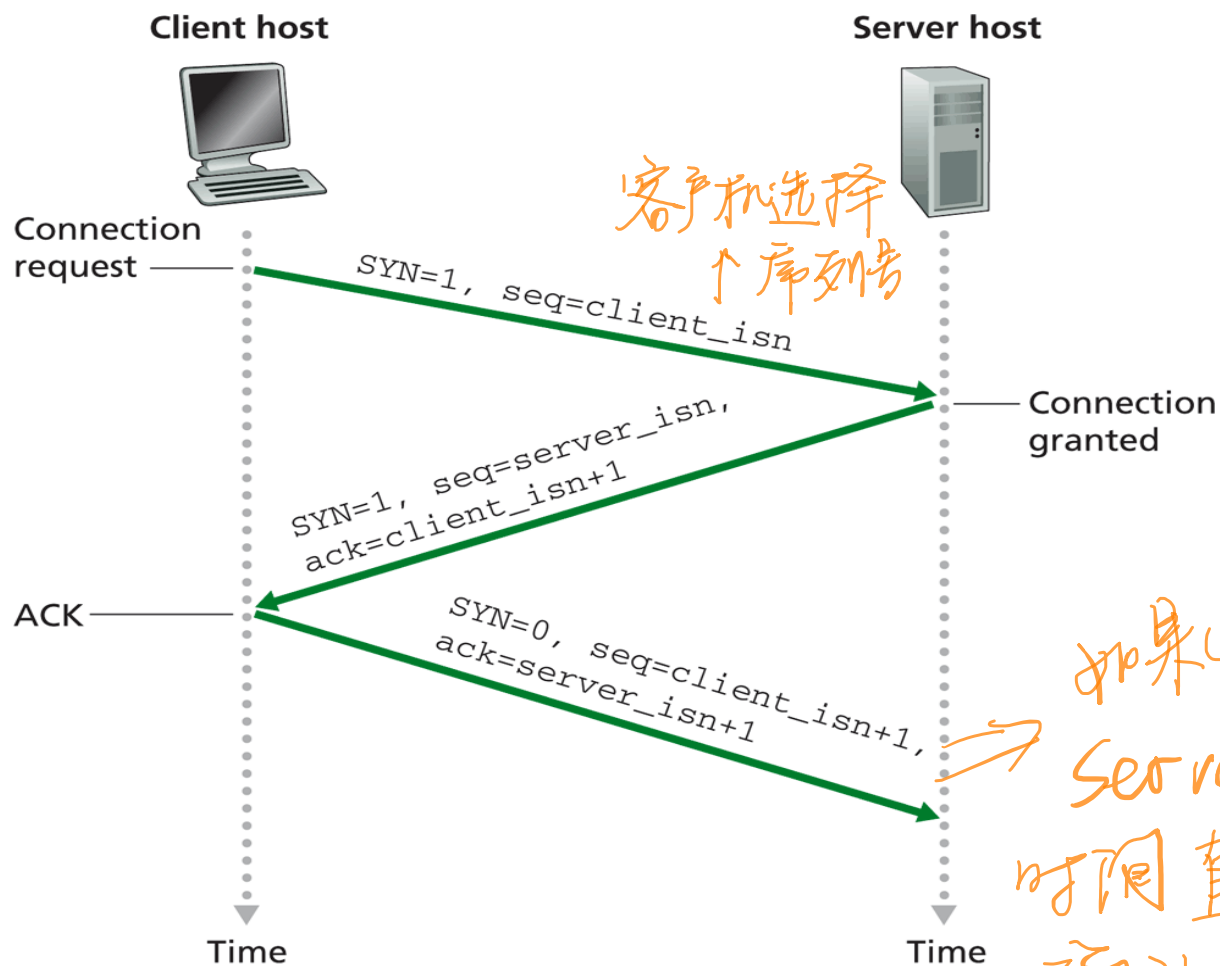 Client host
Server host
客户机选择
个序列号
Connection
request
SYN=1, seq=client_isn
Connection
granted
SYN=1, seq=server_isn,
ack=client_isn+1
ACK
SYN=0, seq=client_isn+1,
ack=server_isn+1
如果
时间
Time
Time